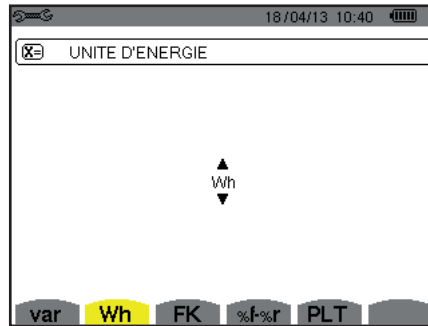 18/04/13 10:40
UNITE D'ENERGIE
Wh
var Wh FK %f-%r PLT